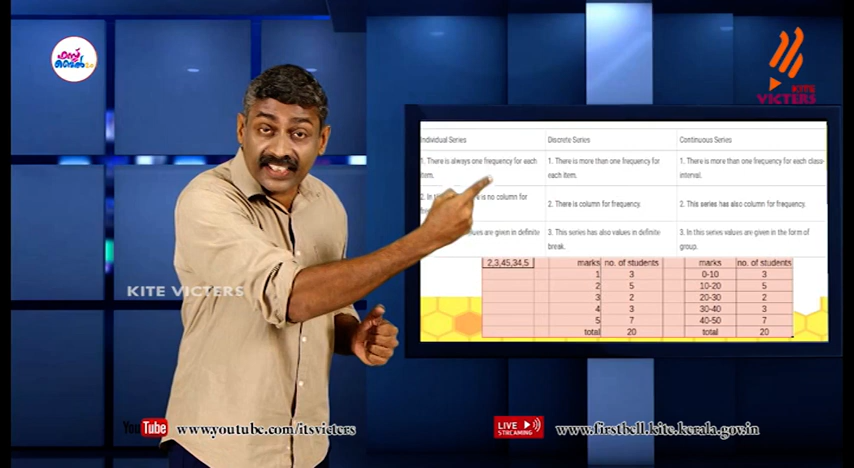 ഫസ്റ്റ്
ബെൽ 2.0
KITE
VICTERS
Individual Series
Discrete Series
Continuous Series
1. There is always one frequency for each
item.
1. There is more than one frequency for
each item.
1. There is more than one frequency for each class-
interval.
2. In no column for
2. There is column for frequency.
2. This series has also column for frequency.
values are given in definite
3. This series has also values in definite
break.
3. In this series values are given in the form of
group.
2,3,45,34,5
marks no. of students
1 3
2 5
3 2
4 3
5 7
total 20
marks no. of students
0-10 3
10-20 5
20-30 2
30-40 3
40-50 7
total 20
KITE VICTERS
YouTube www.youtube.com/itsvicters
LIVE
STREAMING
www.firstbell.kite.kerala.gov.in